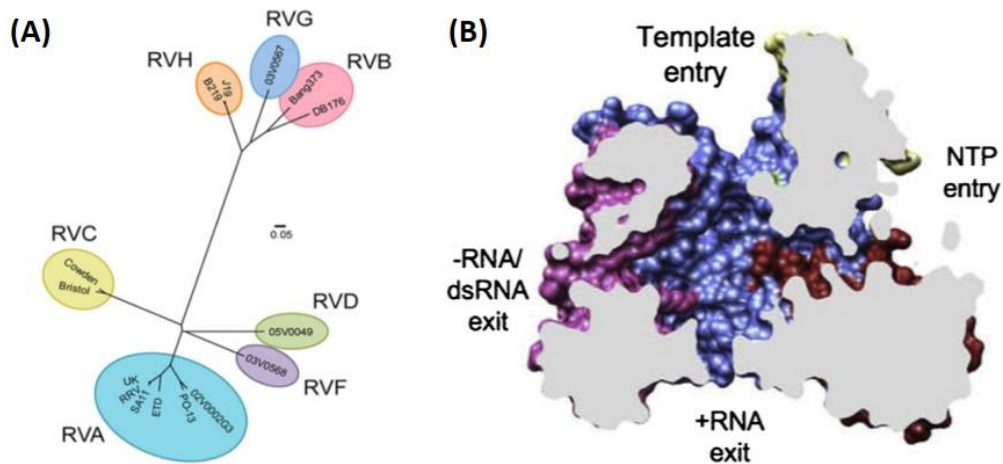 (A)
RVG
RVB
RVH
03V0567
Bang373
DB176
J19
B219
0.05
RVC
Cowden
Bristol
05V0049
RVD
03V0568
RVF
UK
RRV
SA11
ETD
PO-13
02V0002G3
RVA
(B)
Template
entry
NTP
entry
-RNA/
dsRNA
exit
+RNA
exit